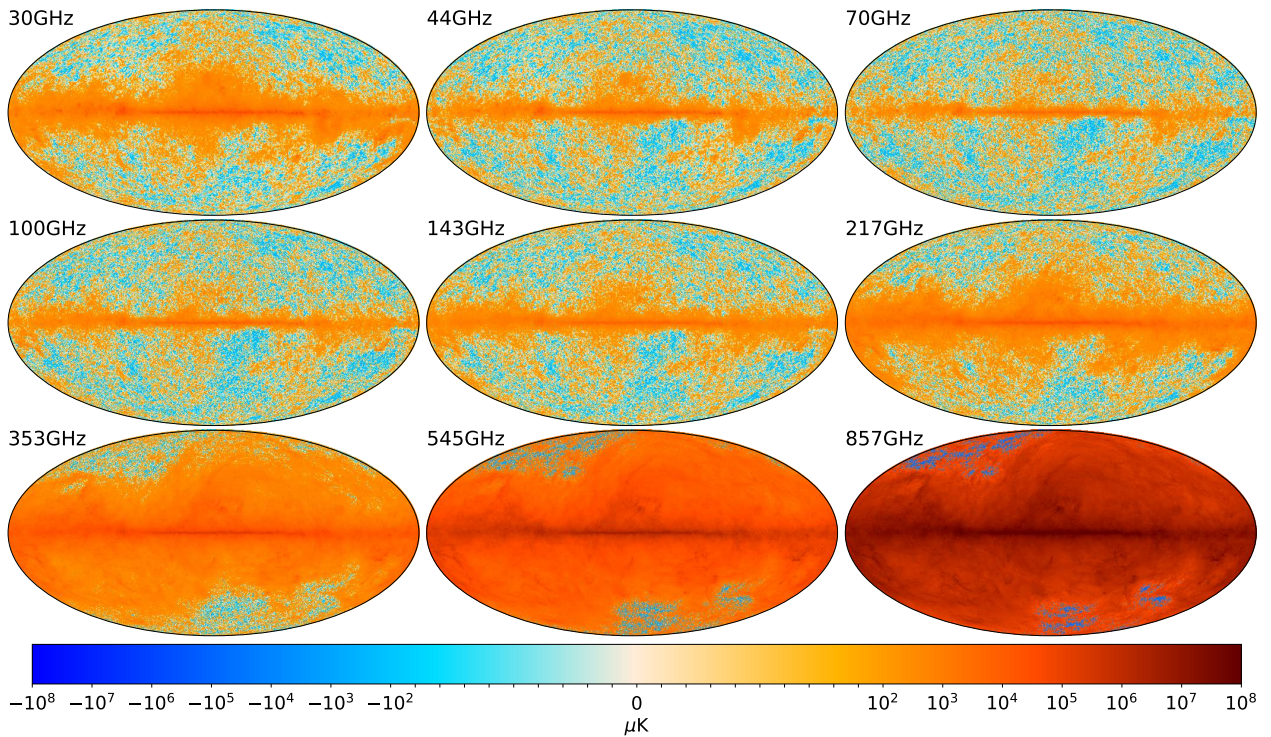 30GHz 44GHz 70GHz
100GHz 143GHz 217GHz
353GHz 545GHz 857GHz
−10⁸ −10⁷ −10⁶ −10⁵ −10⁴ −10³ −10² 0 10² 10³ 10⁴ 10⁵ 10⁶ 10⁷ 10⁸
μK